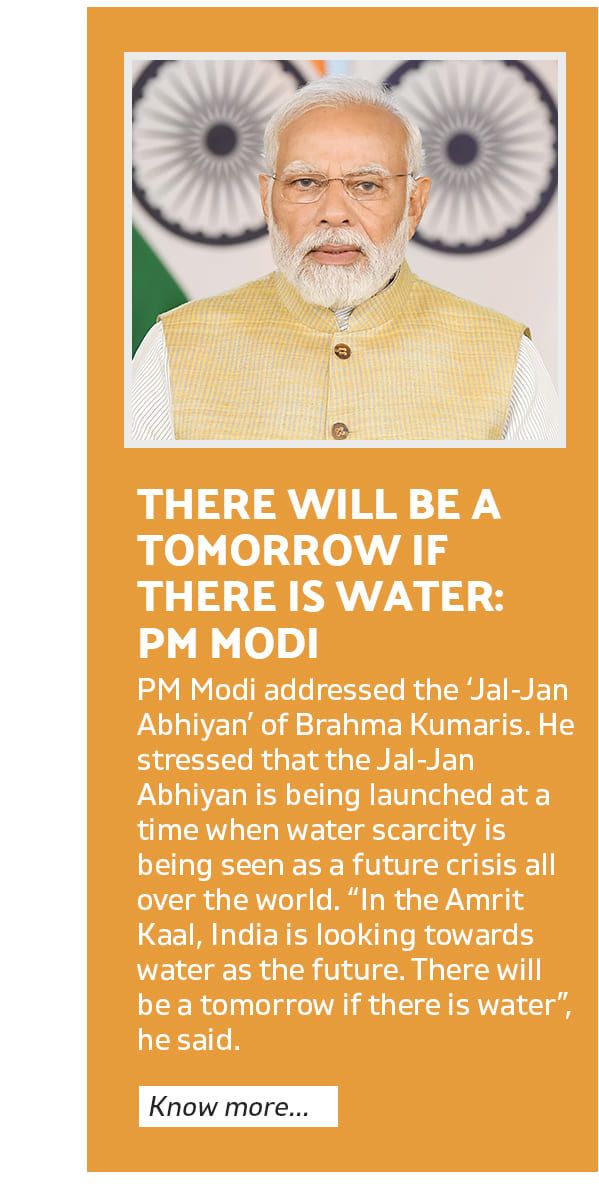 THERE WILL BE A
TOMORROW IF
THERE IS WATER:
PM MODI
PM Modi addressed the ‘Jal-Jan
Abhiyan’ of Brahma Kumaris. He
stressed that the Jal-Jan
Abhiyan is being launched at a
time when water scarcity is
being seen as a future crisis all
over the world. “In the Amrit
Kaal, India is looking towards
water as the future. There will
be a tomorrow if there is water”,
he said.
Know more...